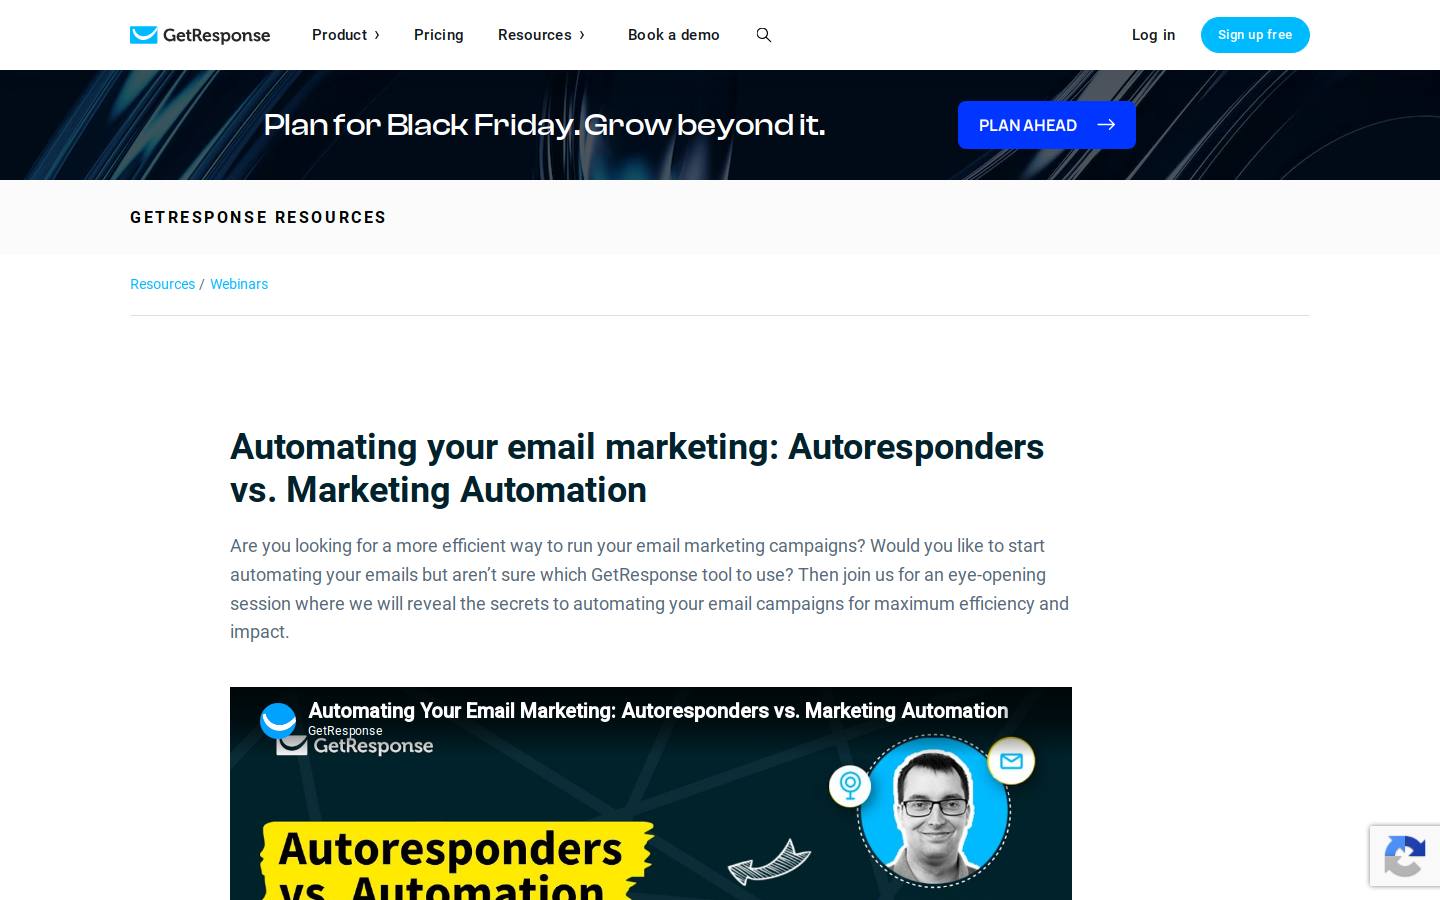 GetResponse
Product
Pricing
Resources
Book a demo
Log in
Sign up free
Plan for Black Friday. Grow beyond it.
PLAN AHEAD
GETRESPONSE RESOURCES
Resources / Webinars
Automating your email marketing: Autoresponders
vs. Marketing Automation
Are you looking for a more efficient way to run your email marketing campaigns? Would you like to start
automating your emails but aren’t sure which GetResponse tool to use? Then join us for an eye-opening
session where we will reveal the secrets to automating your email campaigns for maximum efficiency and
impact.
Automating Your Email Marketing: Autoresponders vs. Marketing Automation
GetResponse
GetResponse
Autoresponders
vs. Automation